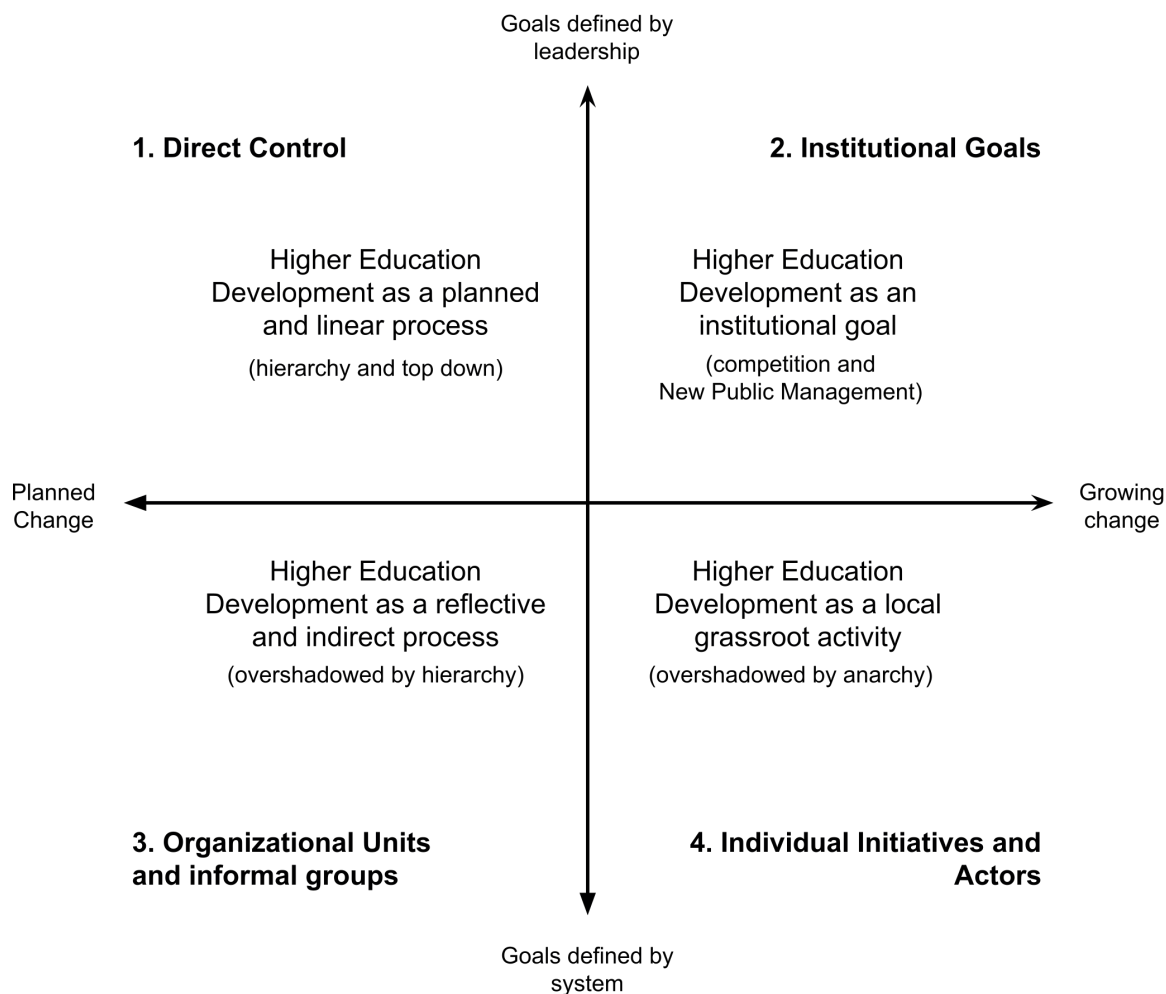 Goals defined by
leadership
1. Direct Control
2. Institutional Goals
Higher Education
Development as a planned
and linear process
(hierarchy and top down)
Higher Education
Development as an
institutional goal
(competition and
New Public Management)
Planned
Change
Growing
change
Higher Education
Development as a reflective
and indirect process
(overshadowed by hierarchy)
Higher Education
Development as a local
grassroot activity
(overshadowed by anarchy)
3. Organizational Units
and informal groups
4. Individual Initiatives and
Actors
Goals defined by
system